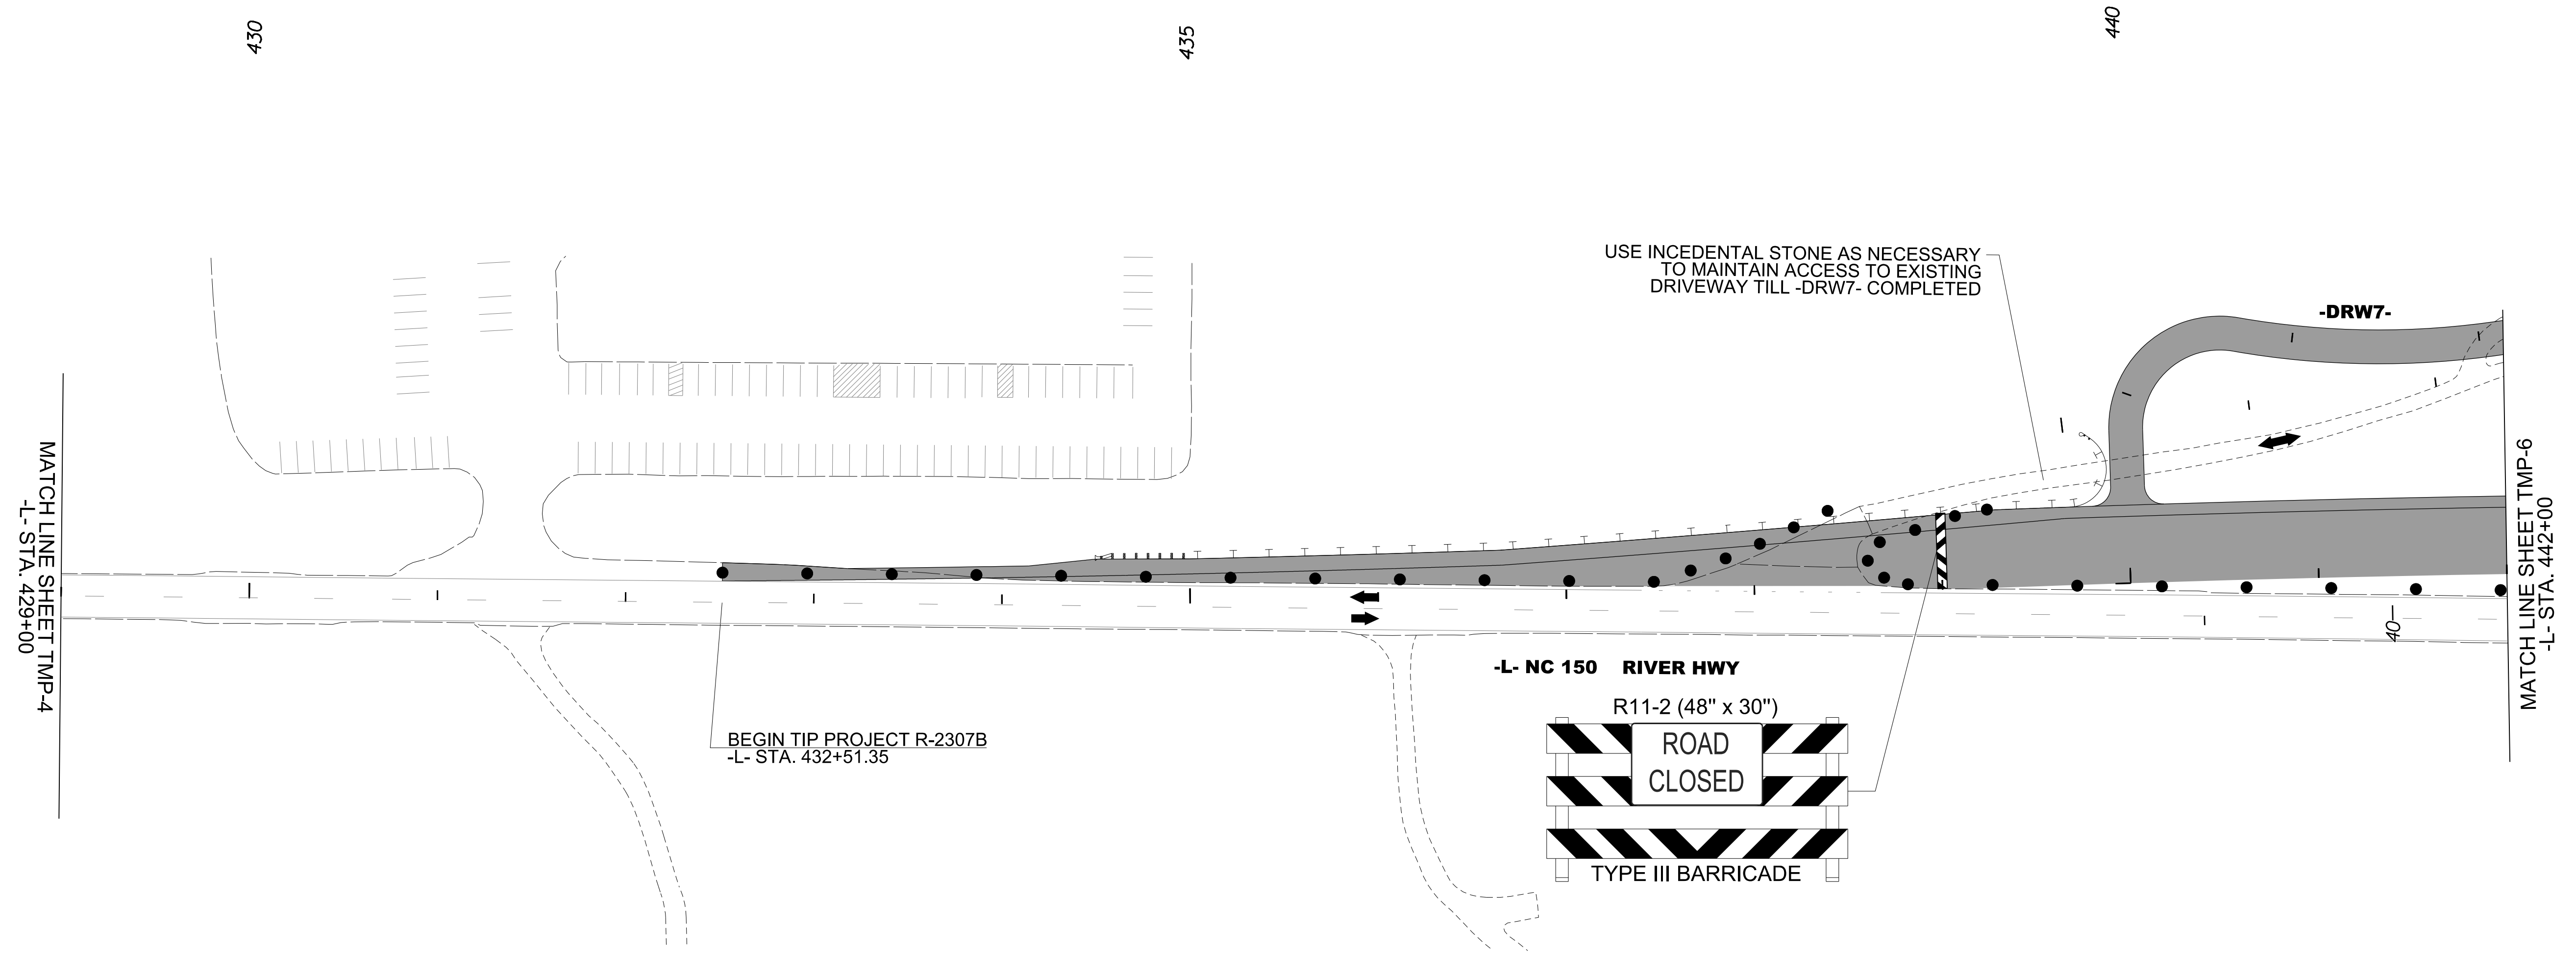 430
435
440
USE INCEDENTAL STONE AS NECESSARY
TO MAINTAIN ACCESS TO EXISTING
DRIVEWAY TILL -DRW7- COMPLETED
-DRW7-
MATCH LINE SHEET TMP-4
-L- STA. 429+00
MATCH LINE SHEET TMP-6
-L- STA. 442+00
40
-L- NC 150 RIVER HWY
BEGIN TIP PROJECT R-2307B
-L- STA. 432+51.35
R11-2 (48" x 30")
ROAD
CLOSED
TYPE III BARRICADE